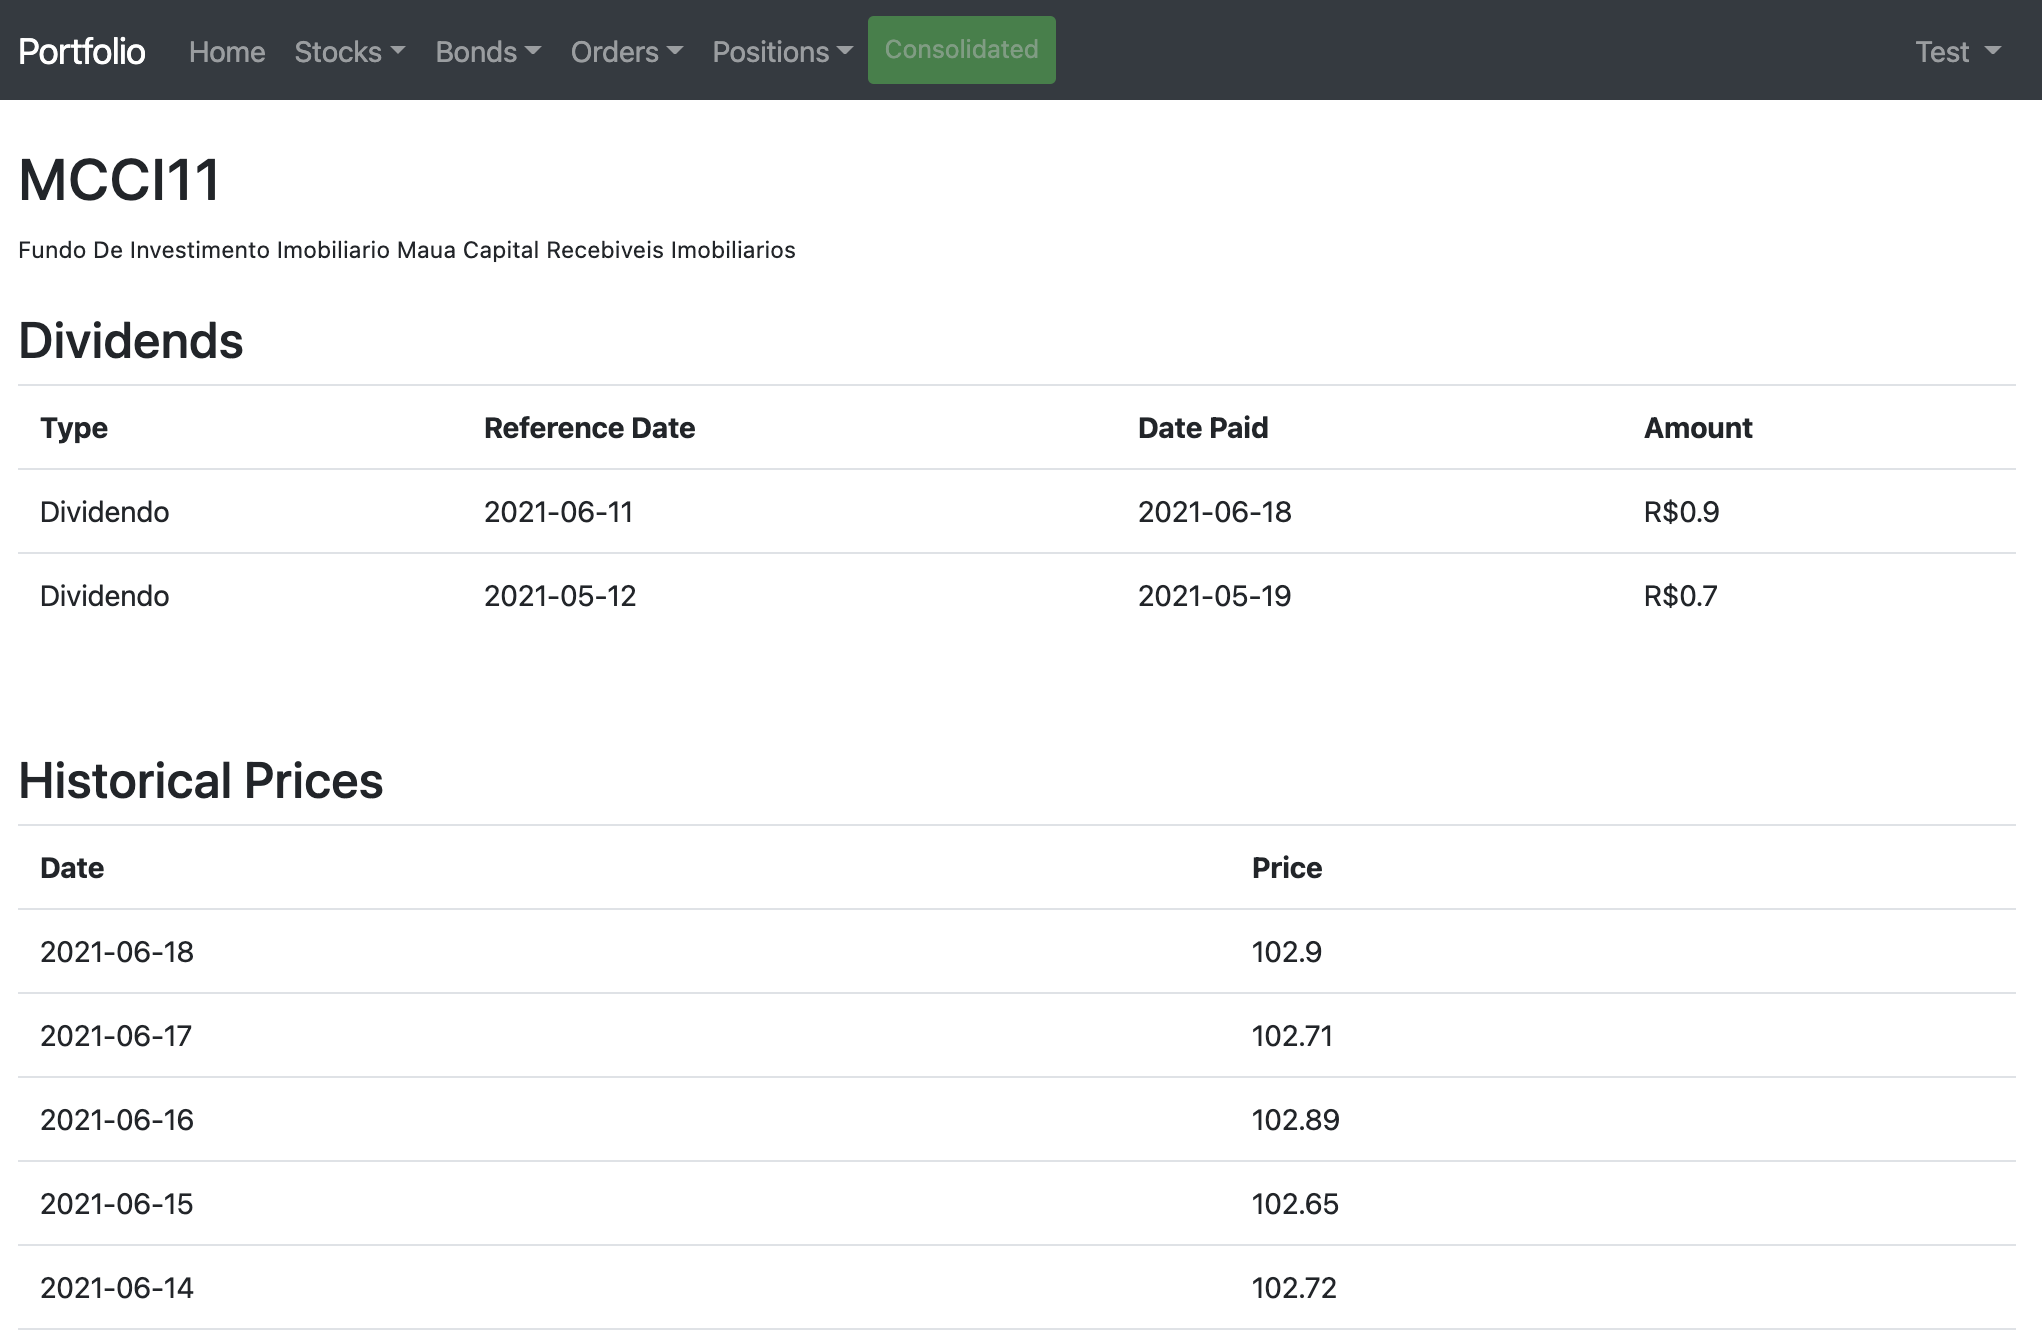 Portfolio Home Stocks Bonds Orders Positions Consolidated Test
MCCI11
Fundo De Investimento Imobiliario Maua Capital Recebiveis Imobiliarios
Dividends
Type Reference Date Date Paid Amount
Dividendo 2021-06-11 2021-06-18 R$0.9
Dividendo 2021-05-12 2021-05-19 R$0.7
Historical Prices
Date Price
2021-06-18 102.9
2021-06-17 102.71
2021-06-16 102.89
2021-06-15 102.65
2021-06-14 102.72